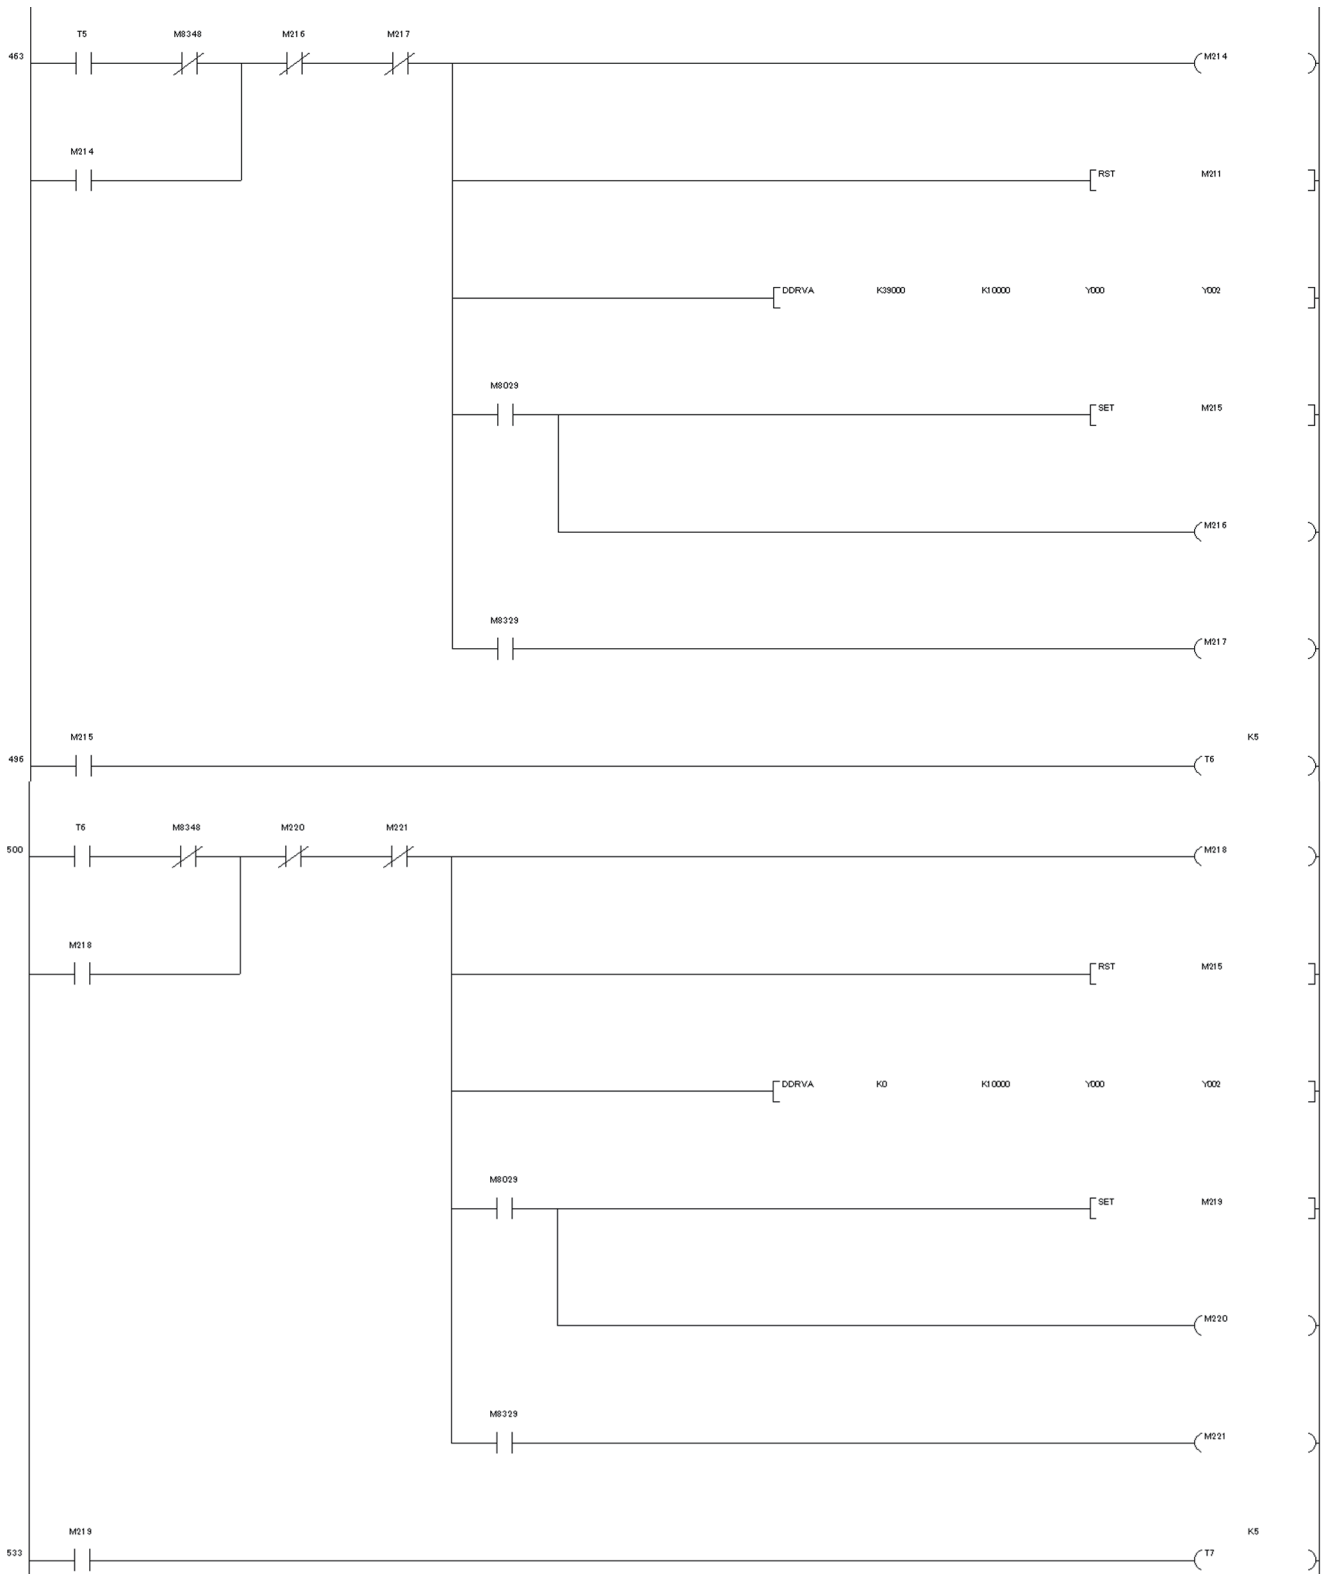 T5 M8348 M216 M217
463 M214
M214
RST M211
DDRVA K39000 K10000 Y000 Y002
M8029
SET M215
M216
M8329
M217
M215 K5
496 T6
T6 M8348 M220 M221
500 M218
M218
RST M215
DDRVA K0 K10000 Y000 Y002
M8029
SET M219
M220
M8329
M221
M219 K5
533 T7